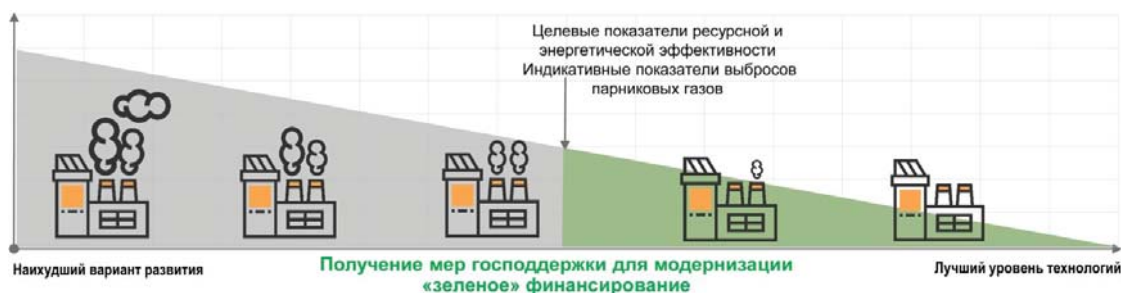 Целевые показатели ресурсной и
энергетической эффективности
Индикативные показатели выбросов
парниковых газов
Наихудший вариант развития
Получение мер господдержки для модернизации
«зеленое» финансирование
Лучший уровень технологий